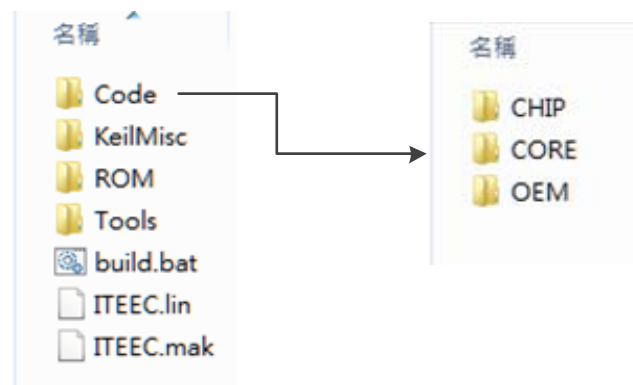 名稱
Code
KeilMisc
ROM
Tools
build.bat
ITEEC.lin
ITEEC.mak
名稱
CHIP
CORE
OEM